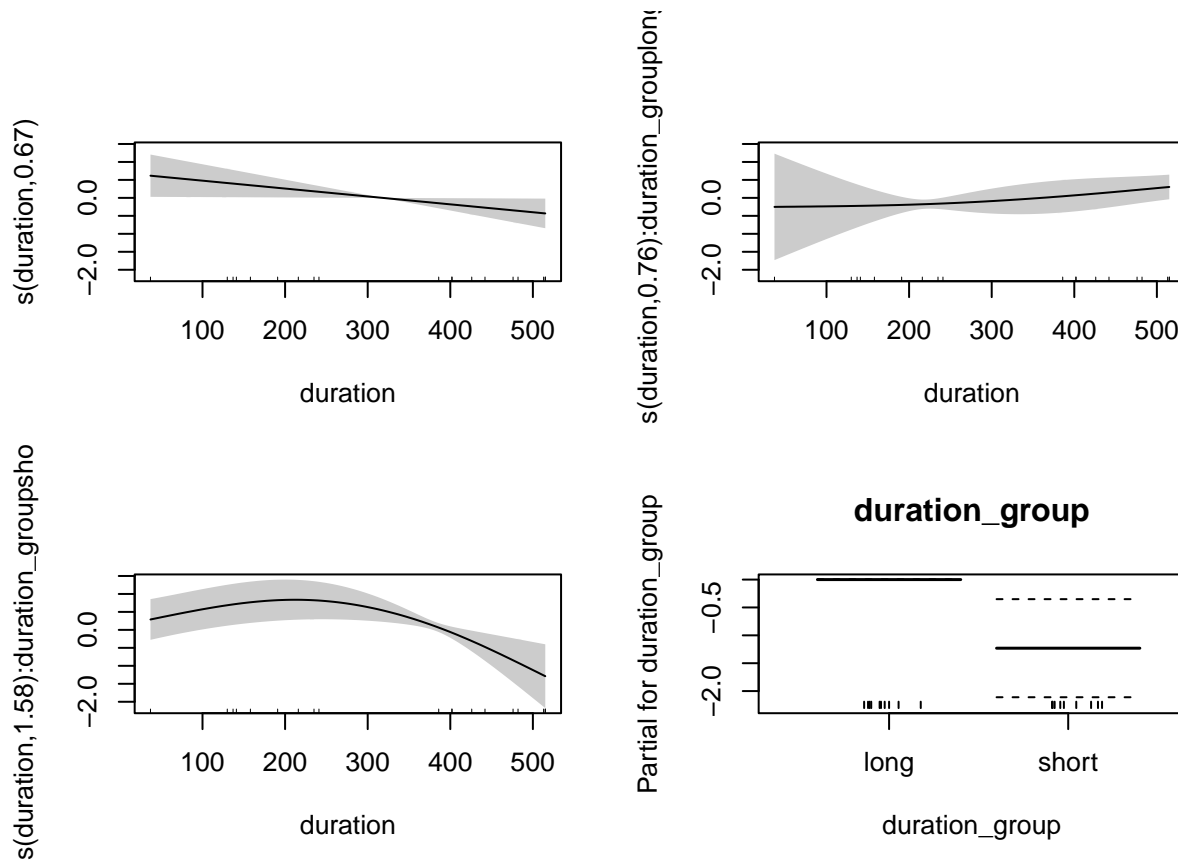 s(duration,0.67)
0.0
−2.0
100 200 300 400 500
duration
s(duration,0.76):duration_grouplong
0.0
−2.0
100 200 300 400 500
duration
s(duration,1.58):duration_groupsho
0.0
−2.0
100 200 300 400 500
duration
duration_group
Partial for duration_group
−0.5
−2.0
long short
duration_group